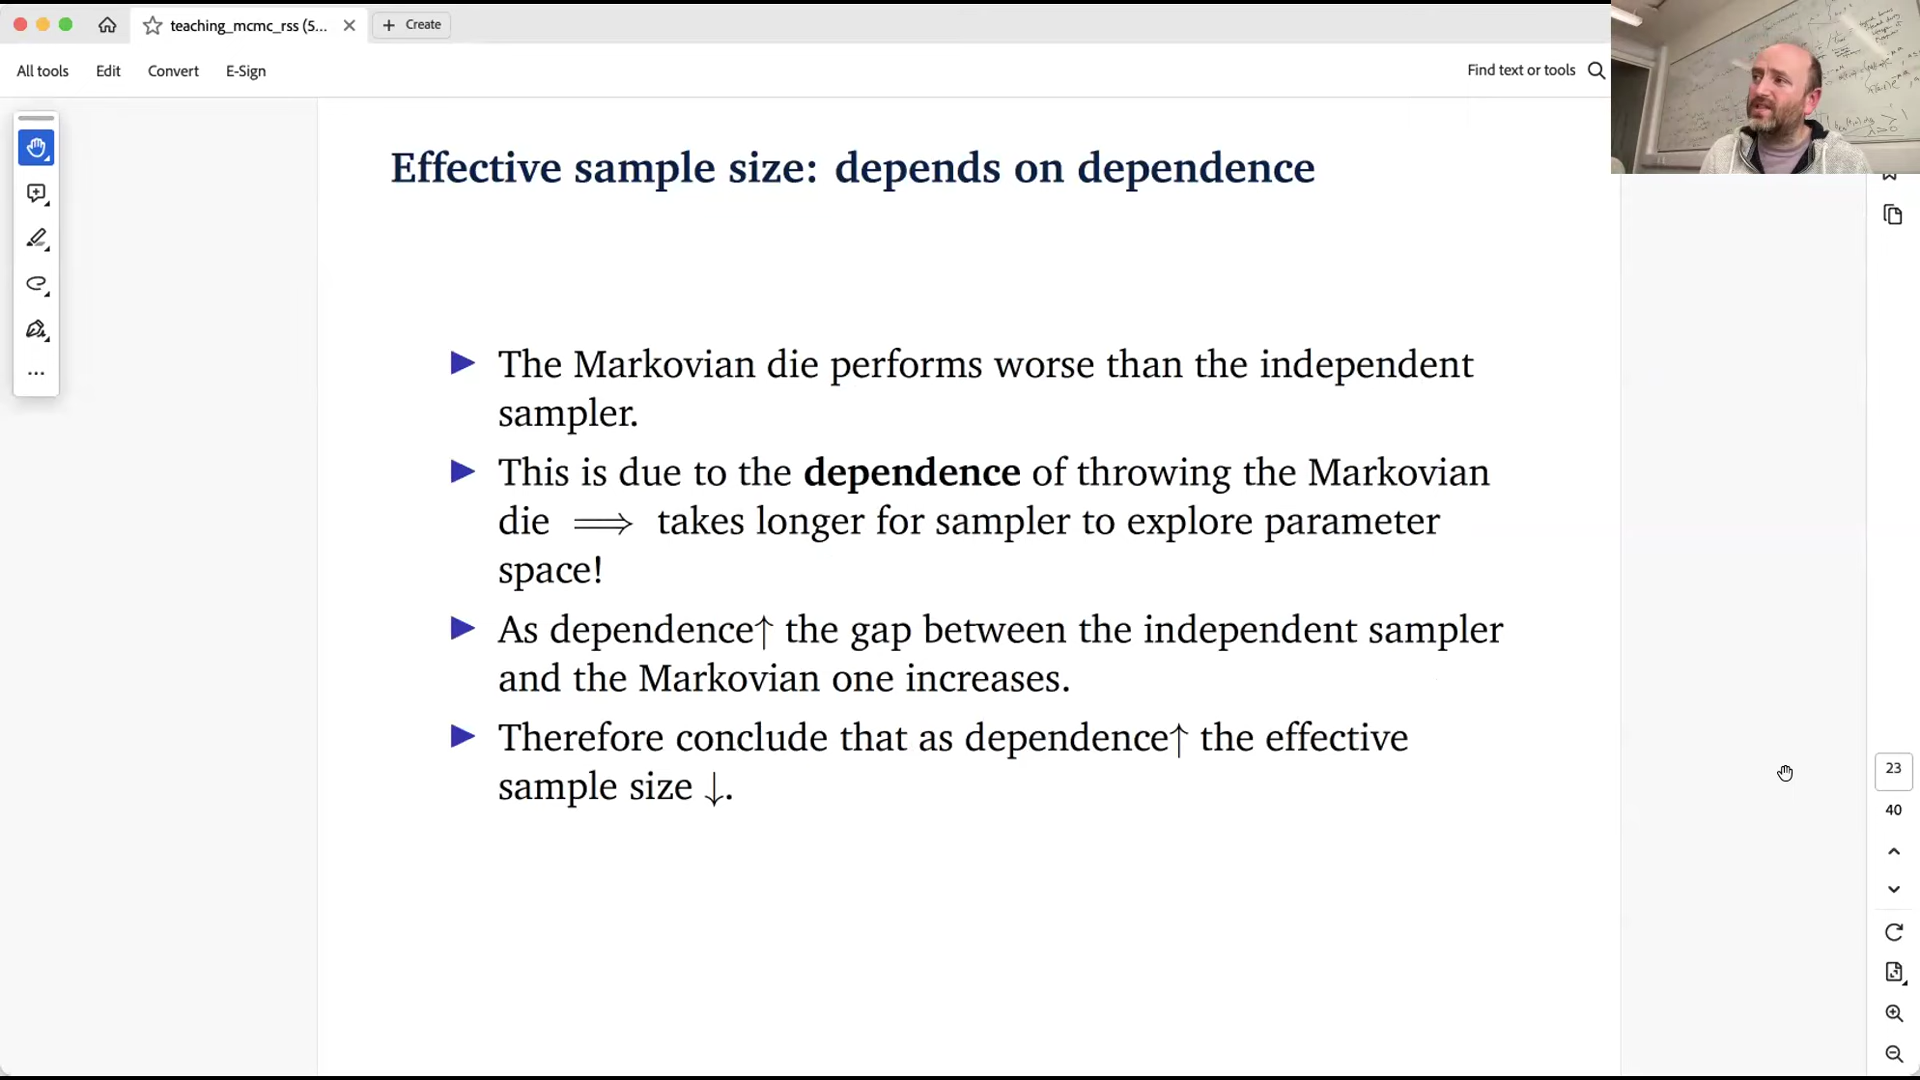 teaching_mcmc_rss (5...
Create
All tools
Edit
Convert
E-Sign
Find text or tools
Effective sample size: depends on dependence
▶ The Markovian die performs worse than the independent
sampler.
▶ This is due to the dependence of throwing the Markovian
die ⟹ takes longer for sampler to explore parameter
space!
▶ As dependence↑ the gap between the independent sampler
and the Markovian one increases.
▶ Therefore conclude that as dependence↑ the effective
sample size ↓.
23
40